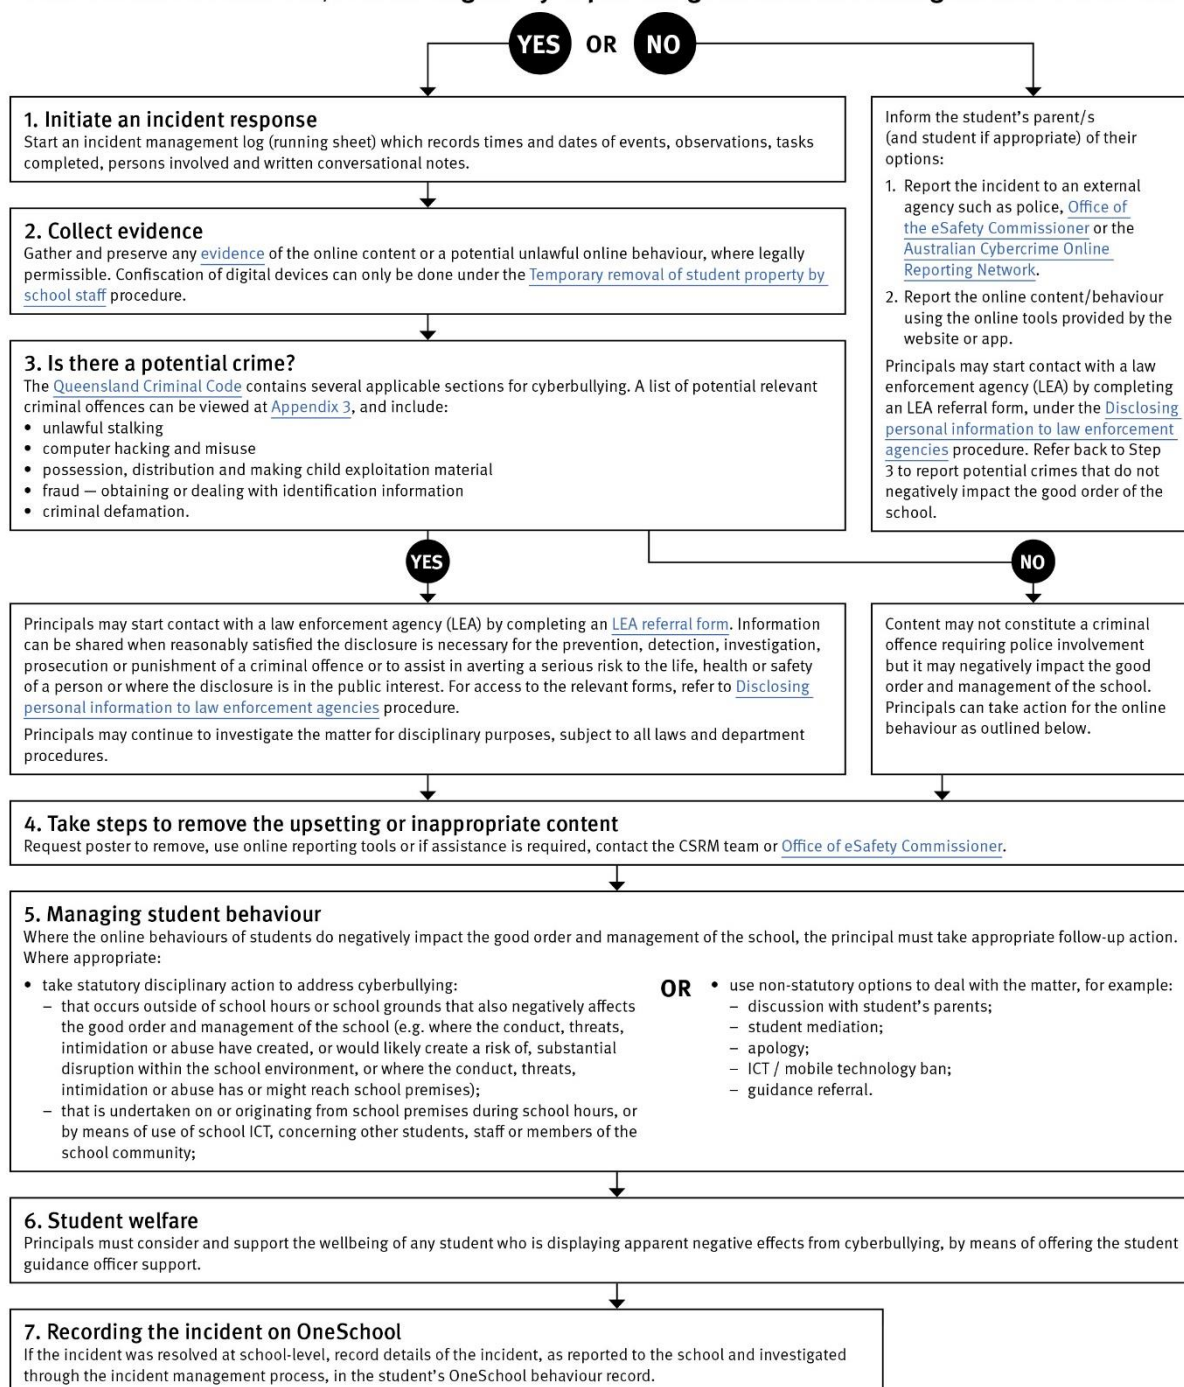 YES OR NO
1. Initiate an incident response
Start an incident management log (running sheet) which records times and dates of events, observations, tasks
completed, persons involved and written conversational notes.
2. Collect evidence
Gather and preserve any evidence of the online content or a potential unlawful online behaviour, where legally
permissible. Confiscation of digital devices can only be done under the Temporary removal of student property by
school staff procedure.
3. Is there a potential crime?
The Queensland Criminal Code contains several applicable sections for cyberbullying. A list of potential relevant
criminal offences can be viewed at Appendix 3, and include:
• unlawful stalking
• computer hacking and misuse
• possession, distribution and making child exploitation material
• fraud — obtaining or dealing with identification information
• criminal defamation.
Inform the student's parent/s
(and student if appropriate) of their
options:
1. Report the incident to an external
agency such as police, Office of
the eSafety Commissioner or the
Australian Cybercrime Online
Reporting Network.
2. Report the online content/behaviour
using the online tools provided by the
website or app.
Principals may start contact with a law
enforcement agency (LEA) by completing
an LEA referral form, under the Disclosing
personal information to law enforcement
agencies procedure. Refer back to Step
3 to report potential crimes that do not
negatively impact the good order of the
school.
YES
NO
Principals may start contact with a law enforcement agency (LEA) by completing an LEA referral form. Information
can be shared when reasonably satisfied the disclosure is necessary for the prevention, detection, investigation,
prosecution or punishment of a criminal offence or to assist in averting a serious risk to the life, health or safety
of a person or where the disclosure is in the public interest. For access to the relevant forms, refer to Disclosing
personal information to law enforcement agencies procedure.
Principals may continue to investigate the matter for disciplinary purposes, subject to all laws and department
procedures.
Content may not constitute a criminal
offence requiring police involvement
but it may negatively impact the good
order and management of the school.
Principals can take action for the online
behaviour as outlined below.
4. Take steps to remove the upsetting or inappropriate content
Request poster to remove, use online reporting tools or if assistance is required, contact the CSRM team or Office of eSafety Commissioner.
5. Managing student behaviour
Where the online behaviours of students do negatively impact the good order and management of the school, the principal must take appropriate follow-up action.
Where appropriate:
• take statutory disciplinary action to address cyberbullying:
– that occurs outside of school hours or school grounds that also negatively affects
the good order and management of the school (e.g. where the conduct, threats,
intimidation or abuse have created, or would likely create a risk of, substantial
disruption within the school environment, or where the conduct, threats,
intimidation or abuse has or might reach school premises);
– that is undertaken on or originating from school premises during school hours, or
by means of use of school ICT, concerning other students, staff or members of the
school community;
OR
• use non-statutory options to deal with the matter, for example:
– discussion with student's parents;
– student mediation;
– apology;
– ICT / mobile technology ban;
– guidance referral.
6. Student welfare
Principals must consider and support the wellbeing of any student who is displaying apparent negative effects from cyberbullying, by means of offering the student
guidance officer support.
7. Recording the incident on OneSchool
If the incident was resolved at school-level, record details of the incident, as reported to the school and investigated
through the incident management process, in the student's OneSchool behaviour record.